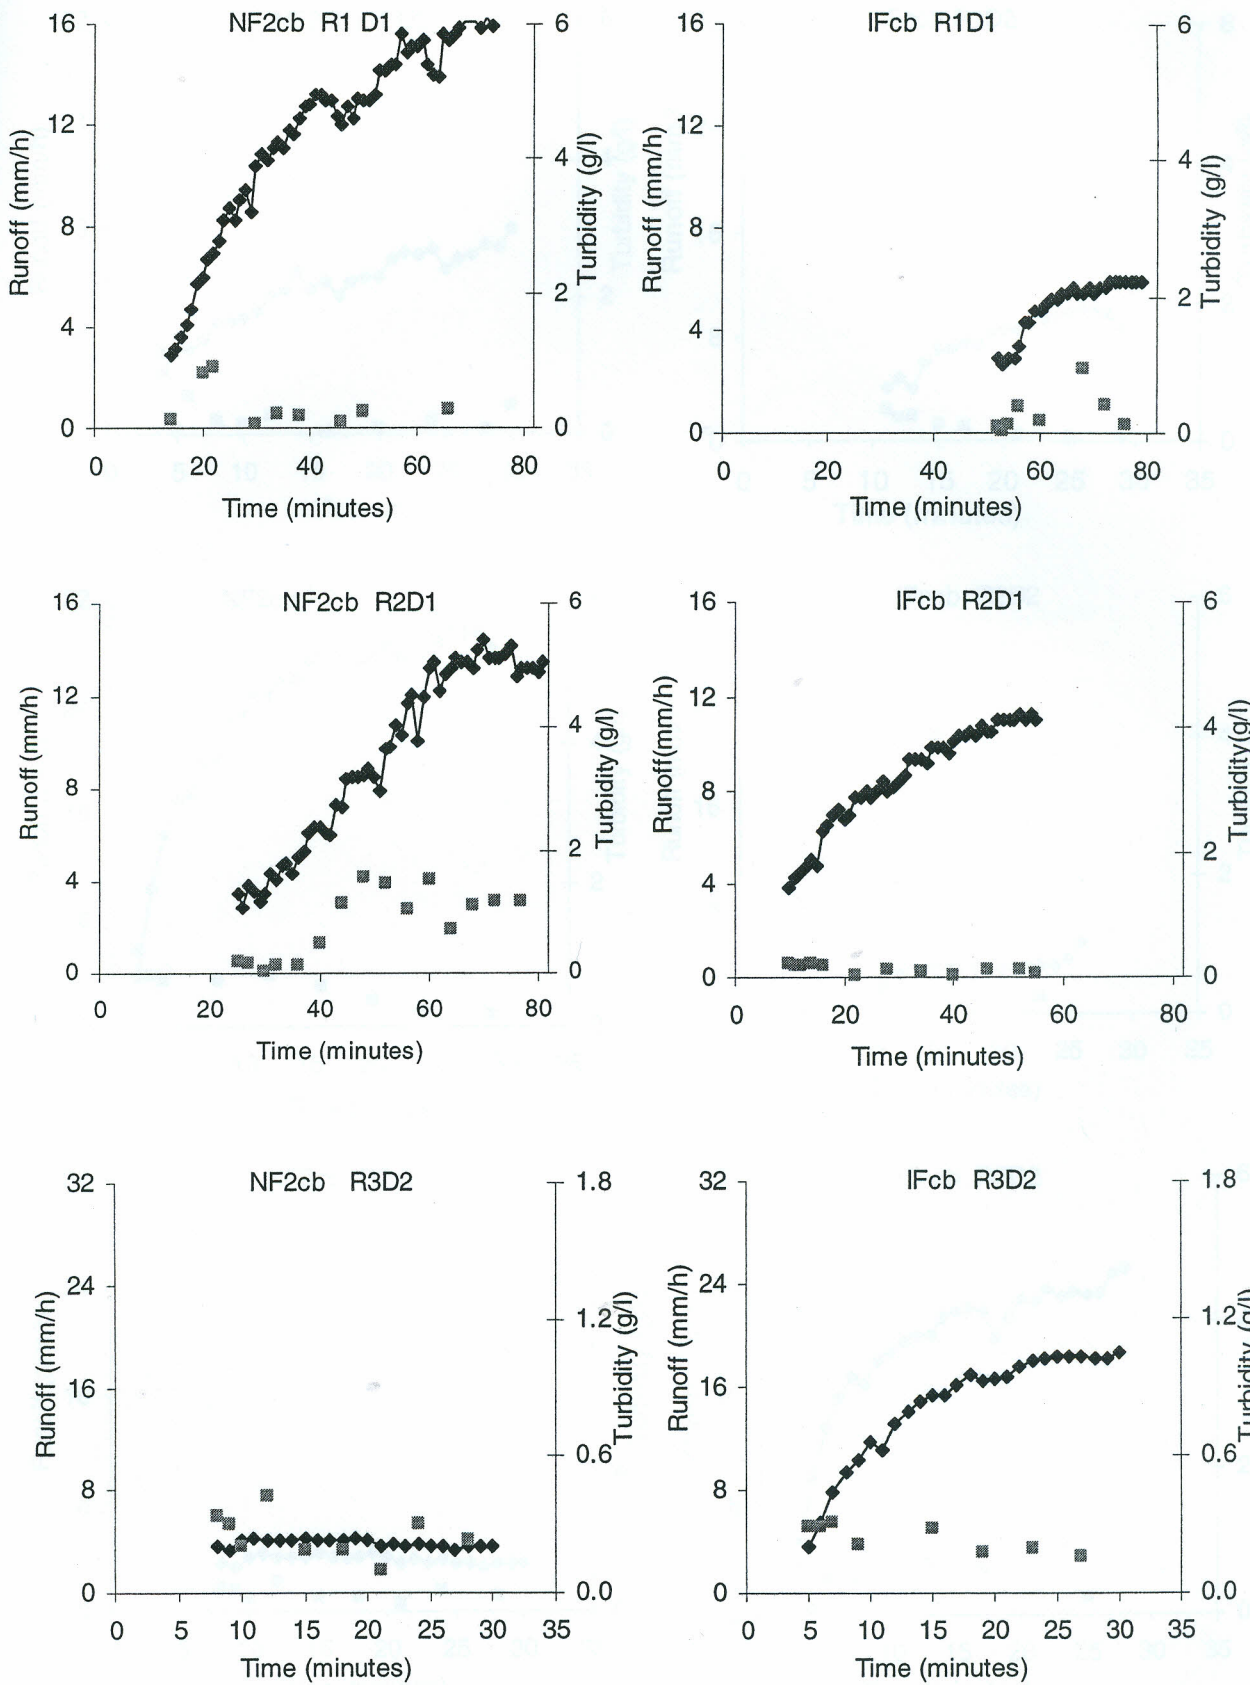 NF2cb R1 D1
16
12
8
4
0
6
4
2
0
Runoff (mm/h)
Turbidity (g/l)
0 20 40 60 80
Time (minutes)
IFcb R1D1
16
12
8
4
0
6
4
2
0
Runoff (mm/h)
Turbidity (g/l)
0 20 40 60 80
Time (minutes)
NF2cb R2D1
16
12
8
4
0
6
4
2
0
Runoff (mm/h)
Turbidity (g/l)
0 20 40 60 80
Time (minutes)
IFcb R2D1
16
12
8
4
0
6
4
2
0
Runoff(mm/h)
Turbidity(g/l)
0 20 40 60 80
Time (minutes)
NF2cb R3D2
32
24
16
8
0
1.8
1.2
0.6
0.0
Runoff (mm/h)
Turbidity (g/l)
0 5 10 15 20 25 30 35
Time (minutes)
IFcb R3D2
32
24
16
8
0
1.8
1.2
0.6
0.0
Runoff (mm/h)
Turbidity (g/l)
0 5 10 15 20 25 30 35
Time (minutes)